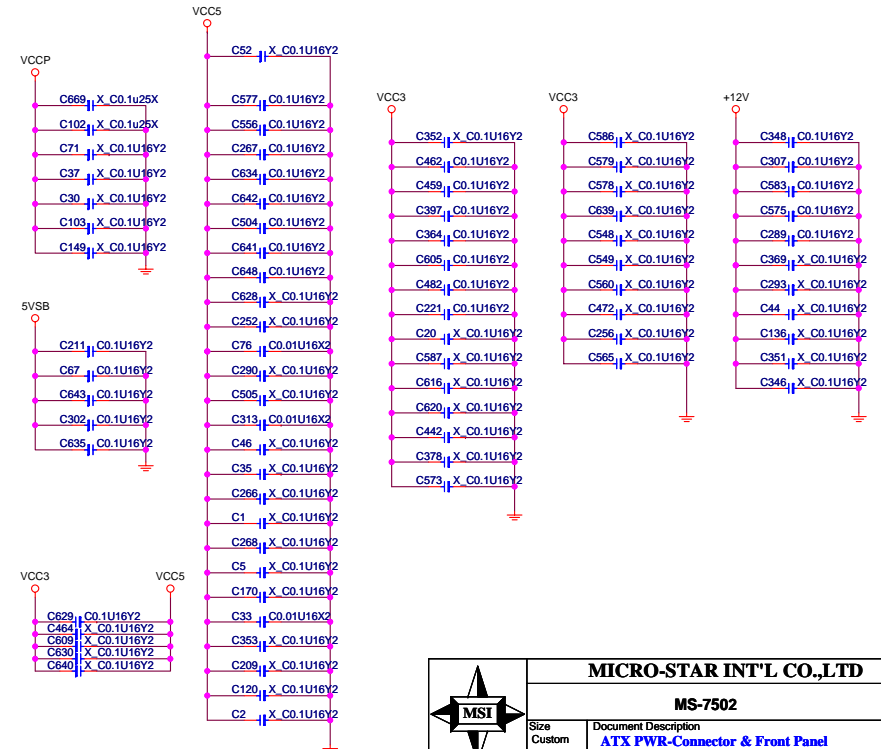 VCCP
C669 X_C0.1u25X
C102 X_C0.1u25X
C71 X_C0.1U16Y2
C37 X_C0.1U16Y2
C30 X_C0.1U16Y2
C103 X_C0.1U16Y2
C149 X_C0.1U16Y2
5VSB
C211 C0.1U16Y2
C67 C0.1U16Y2
C643 C0.1U16Y2
C302 C0.1U16Y2
C635 C0.1U16Y2
VCC3 VCC5
C629 C0.1U16Y2
C464 X_C0.1U16Y2
C609 X_C0.1U16Y2
C630 X_C0.1U16Y2
C640 X_C0.1U16Y2
VCC5
C52 X_C0.1U16Y2
C577 C0.1U16Y2
C556 C0.1U16Y2
C267 C0.1U16Y2
C634 C0.1U16Y2
C642 C0.1U16Y2
C504 C0.1U16Y2
C641 C0.1U16Y2
C648 C0.1U16Y2
C628 X_C0.1U16Y2
C252 X_C0.1U16Y2
C76 C0.01U16X2
C290 X_C0.1U16Y2
C505 X_C0.1U16Y2
C313 C0.01U16X2
C46 X_C0.1U16Y2
C35 X_C0.1U16Y2
C266 X_C0.1U16Y2
C1 X_C0.1U16Y2
C268 X_C0.1U16Y2
C5 X_C0.1U16Y2
C170 X_C0.1U16Y2
C33 C0.01U16X2
C353 X_C0.1U16Y2
C209 X_C0.1U16Y2
C120 X_C0.1U16Y2
C2 X_C0.1U16Y2
VCC3
C352 X_C0.1U16Y2
C462 C0.1U16Y2
C459 C0.1U16Y2
C397 C0.1U16Y2
C364 C0.1U16Y2
C605 C0.1U16Y2
C482 C0.1U16Y2
C221 C0.1U16Y2
C20 X_C0.1U16Y2
C587 X_C0.1U16Y2
C616 X_C0.1U16Y2
C620 X_C0.1U16Y2
C442 X_C0.1U16Y2
C378 X_C0.1U16Y2
C573 X_C0.1U16Y2
VCC3
C586 X_C0.1U16Y2
C579 X_C0.1U16Y2
C578 X_C0.1U16Y2
C639 X_C0.1U16Y2
C548 X_C0.1U16Y2
C549 X_C0.1U16Y2
C560 X_C0.1U16Y2
C472 X_C0.1U16Y2
C256 X_C0.1U16Y2
C565 X_C0.1U16Y2
+12V
C348 C0.1U16Y2
C307 C0.1U16Y2
C583 C0.1U16Y2
C575 C0.1U16Y2
C289 C0.1U16Y2
C369 X_C0.1U16Y2
C293 X_C0.1U16Y2
C44 X_C0.1U16Y2
C136 X_C0.1U16Y2
C351 X_C0.1U16Y2
C346 X_C0.1U16Y2
MSI
MICRO-STAR INT'L CO.,LTD
MS-7502
Size
Custom
Document Description
ATX PWR-Connector & Front Panel